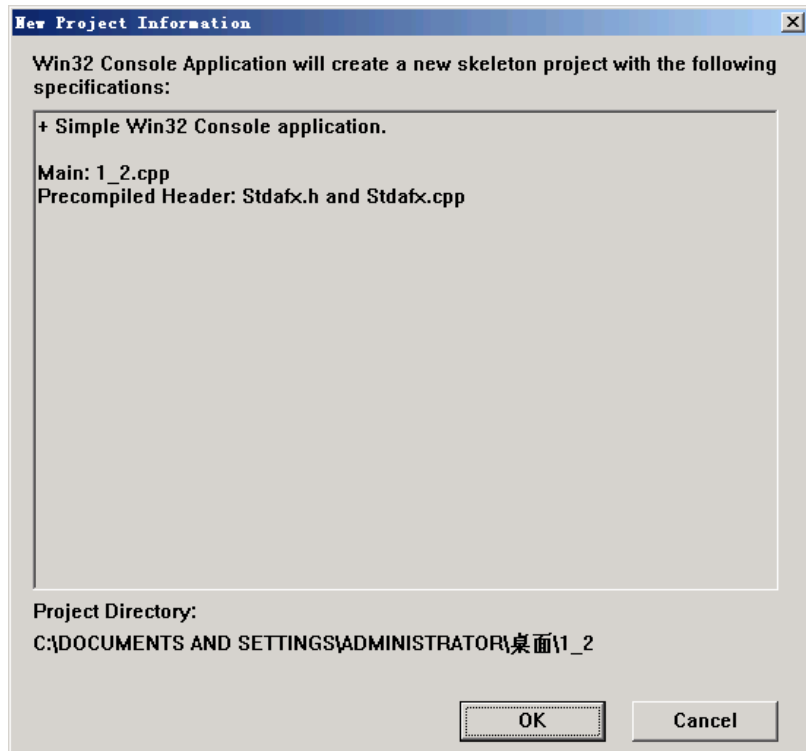 New Project Information
Win32 Console Application will create a new skeleton project with the following
specifications:
+ Simple Win32 Console application.
Main: 1_2.cpp
Precompiled Header: Stdafx.h and Stdafx.cpp
Project Directory:
C:\DOCUMENTS AND SETTINGS\ADMINISTRATOR\桌面\1_2
OK Cancel